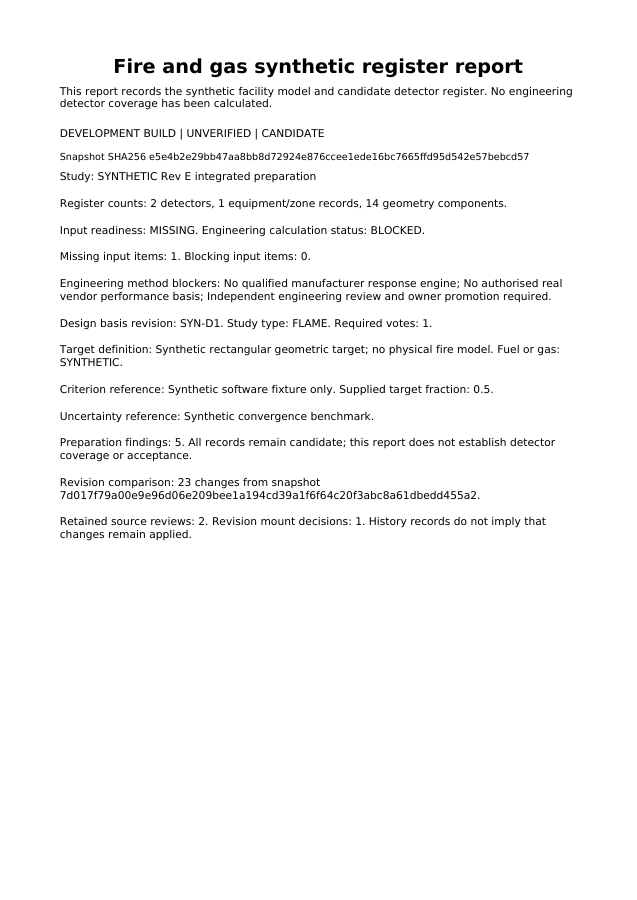 Fire and gas synthetic register report
This report records the synthetic facility model and candidate detector register. No engineering
detector coverage has been calculated.
DEVELOPMENT BUILD | UNVERIFIED | CANDIDATE
Snapshot SHA256 e5e4b2e29bb47aa8bb8d72924e876ccee1ede16bc7665ffd95d542e57bebcd57
Study: SYNTHETIC Rev E integrated preparation
Register counts: 2 detectors, 1 equipment/zone records, 14 geometry components.
Input readiness: MISSING. Engineering calculation status: BLOCKED.
Missing input items: 1. Blocking input items: 0.
Engineering method blockers: No qualified manufacturer response engine; No authorised real
vendor performance basis; Independent engineering review and owner promotion required.
Design basis revision: SYN-D1. Study type: FLAME. Required votes: 1.
Target definition: Synthetic rectangular geometric target; no physical fire model. Fuel or gas:
SYNTHETIC.
Criterion reference: Synthetic software fixture only. Supplied target fraction: 0.5.
Uncertainty reference: Synthetic convergence benchmark.
Preparation findings: 5. All records remain candidate; this report does not establish detector
coverage or acceptance.
Revision comparison: 23 changes from snapshot
7d017f79a00e9e96d06e209bee1a194cd39a1f6f64c20f3abc8a61dbedd455a2.
Retained source reviews: 2. Revision mount decisions: 1. History records do not imply that
changes remain applied.